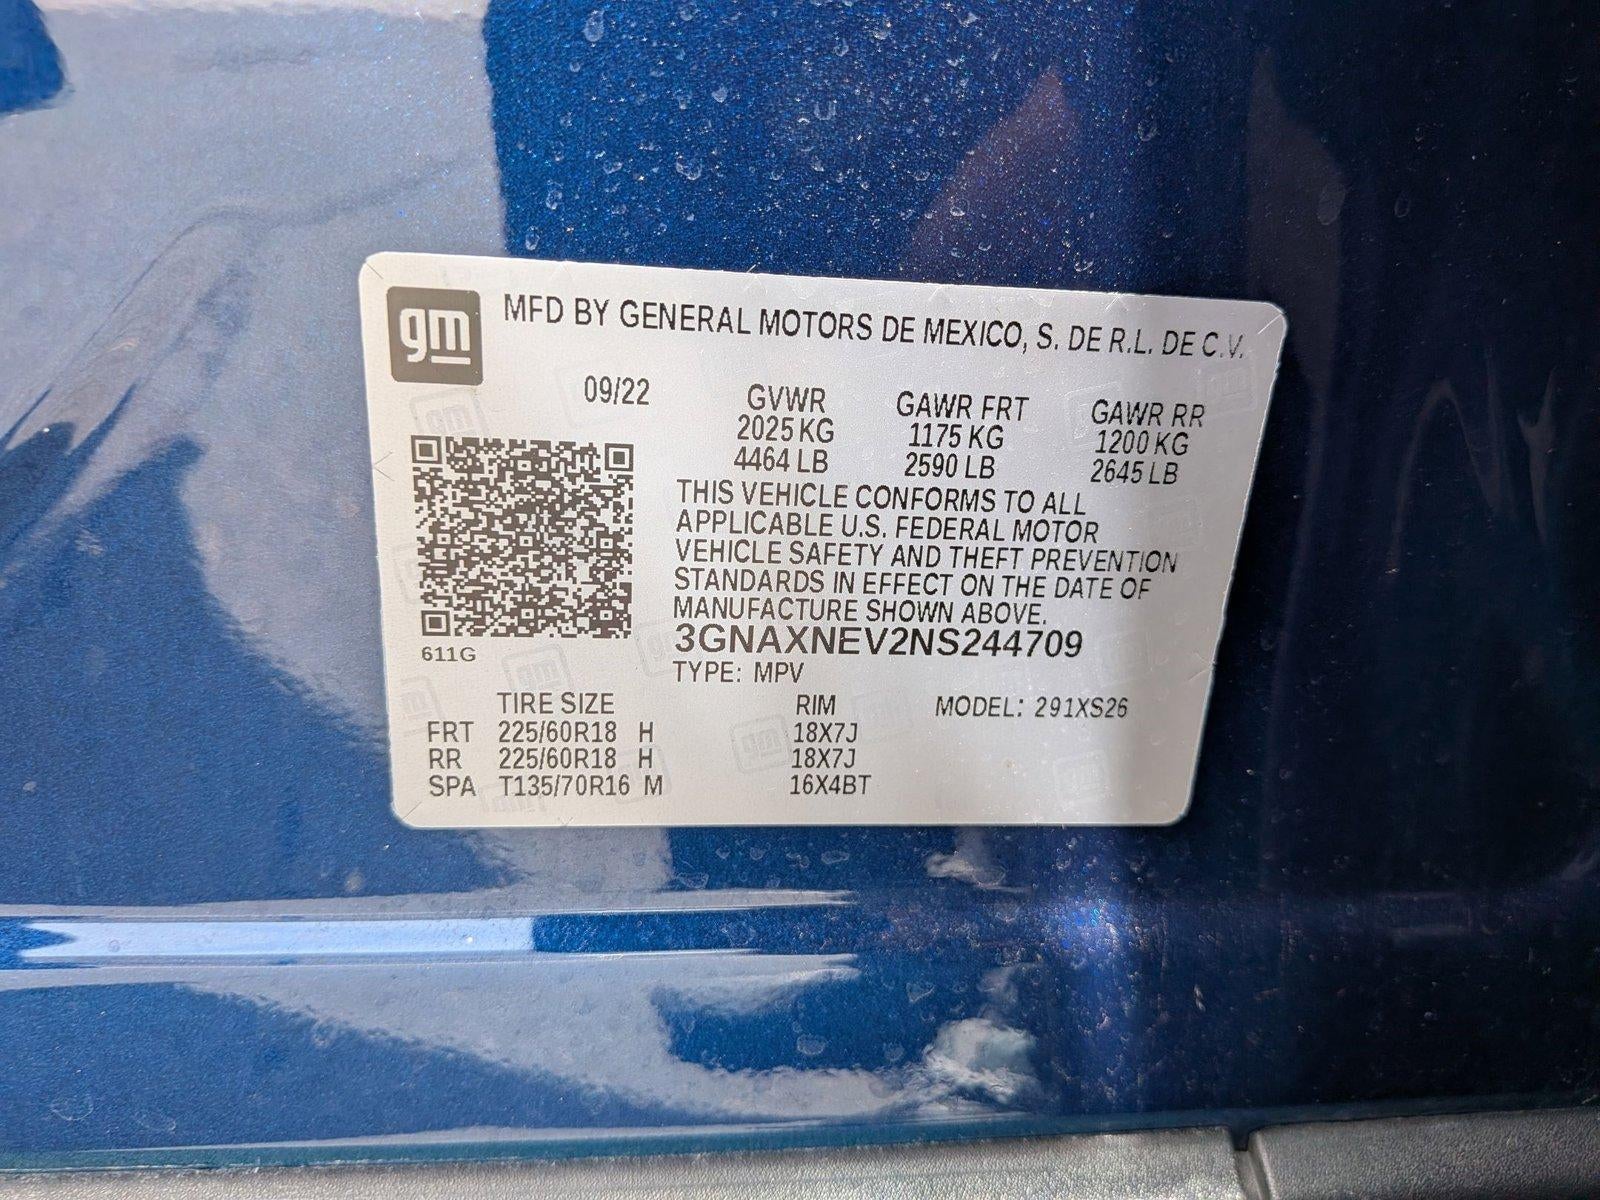 gm MFD BY GENERAL MOTORS DE MEXICO, S. DE R.L. DE C.V.
09/22 GVWR GAWR FRT GAWR RR
2025 KG 1175 KG 1200 KG
4464 LB 2590 LB 2645 LB
THIS VEHICLE CONFORMS TO ALL
APPLICABLE U.S. FEDERAL MOTOR
VEHICLE SAFETY AND THEFT PREVENTION
STANDARDS IN EFFECT ON THE DATE OF
MANUFACTURE SHOWN ABOVE.
3GNAXNEV2NS244709
611G
TYPE: MPV
TIRE SIZE RIM MODEL: 291XS26
FRT 225/60R18 H 18X7J
RR 225/60R18 H 18X7J
SPA T135/70R16 M 16X4BT